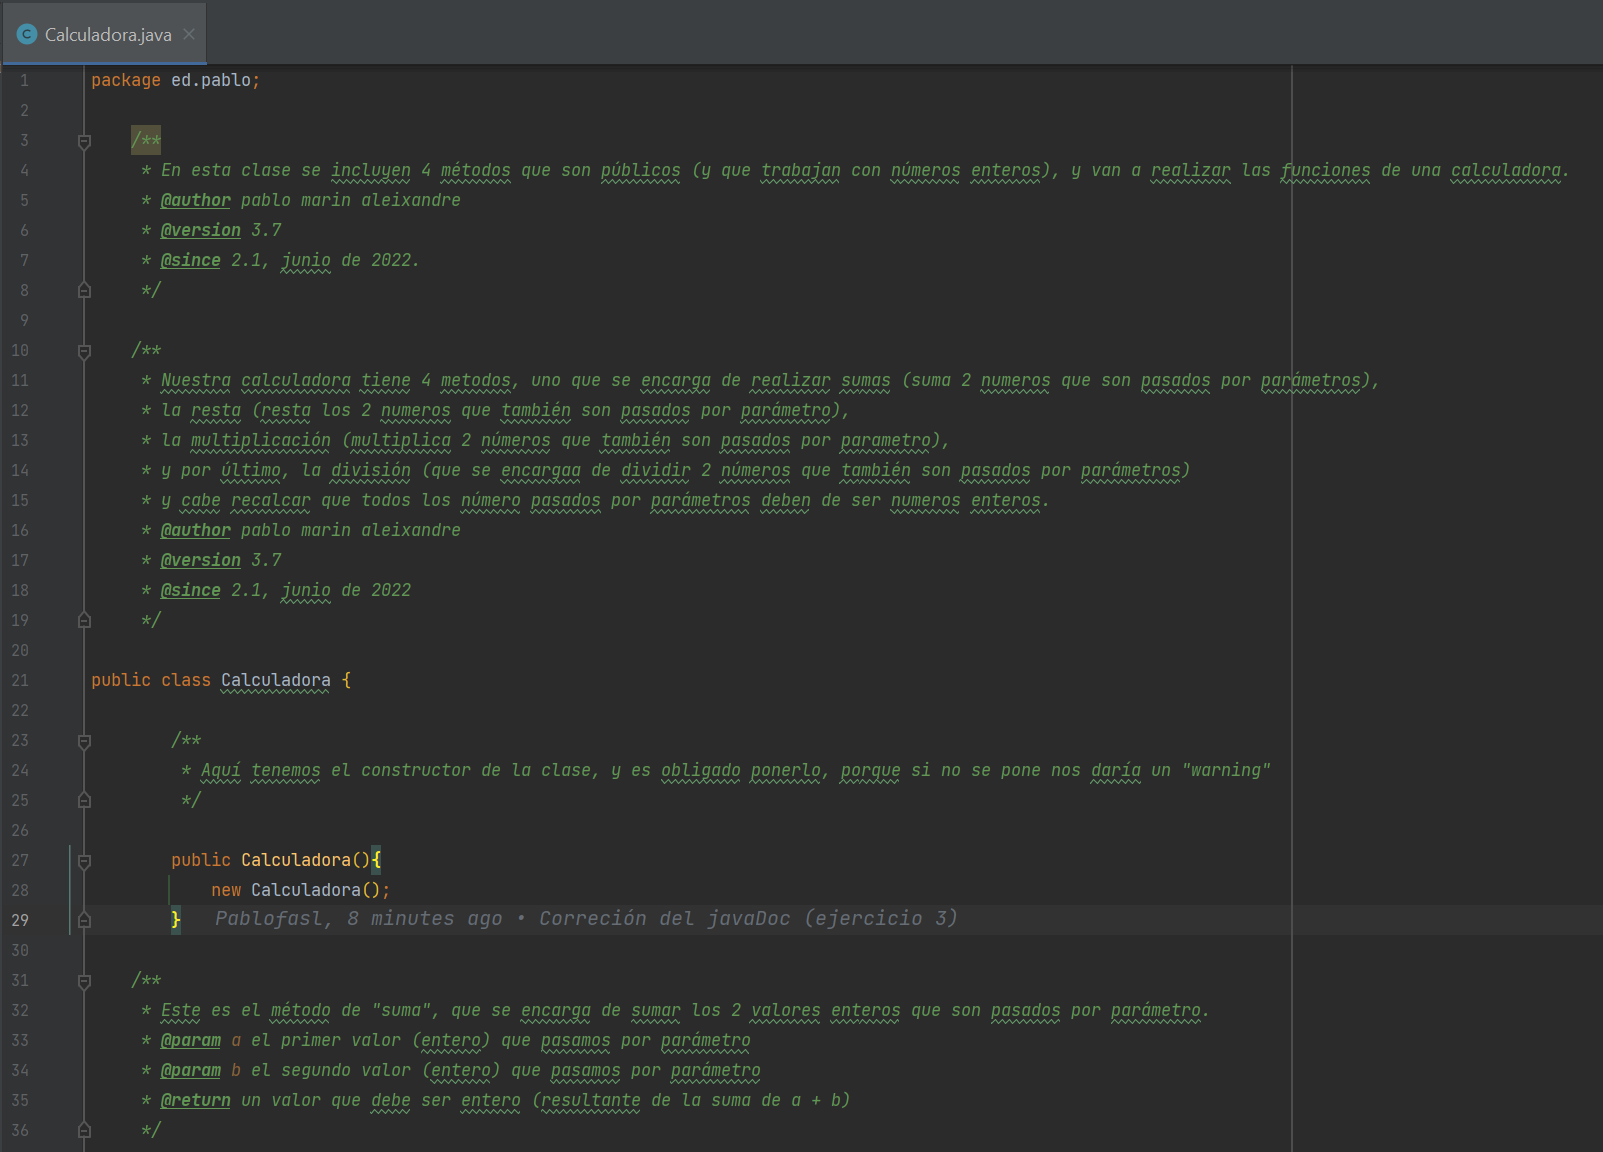 Calculadora.java
1 package ed.pablo;
2
3 /**
4 * En esta clase se incluyen 4 métodos que son públicos (y que trabajan con números enteros), y van a realizar las funciones de una calculadora.
5 * @author pablo marin aleixandre
6 * @version 3.7
7 * @since 2.1, junio de 2022.
8 */
9
10 /**
11 * Nuestra calculadora tiene 4 metodos, uno que se encarga de realizar sumas (suma 2 numeros que son pasados por parámetros),
12 * la resta (resta los 2 numeros que también son pasados por parámetro),
13 * la multiplicación (multiplica 2 números que también son pasados por parametro),
14 * y por último, la división (que se encargaa de dividir 2 números que también son pasados por parámetros)
15 * y cabe recalcar que todos los número pasados por parámetros deben de ser numeros enteros.
16 * @author pablo marin aleixandre
17 * @version 3.7
18 * @since 2.1, junio de 2022
19 */
20
21 public class Calculadora {
22
23 /**
24 * Aquí tenemos el constructor de la clase, y es obligado ponerlo, porque si no se pone nos daría un "warning"
25 */
26
27 public Calculadora(){
28 new Calculadora();
29 } Pablofasl, 8 minutes ago • Correción del javaDoc (ejercicio 3)
30
31 /**
32 * Este es el método de "suma", que se encarga de sumar los 2 valores enteros que son pasados por parámetro.
33 * @param a el primer valor (entero) que pasamos por parámetro
34 * @param b el segundo valor (entero) que pasamos por parámetro
35 * @return un valor que debe ser entero (resultante de la suma de a + b)
36 */